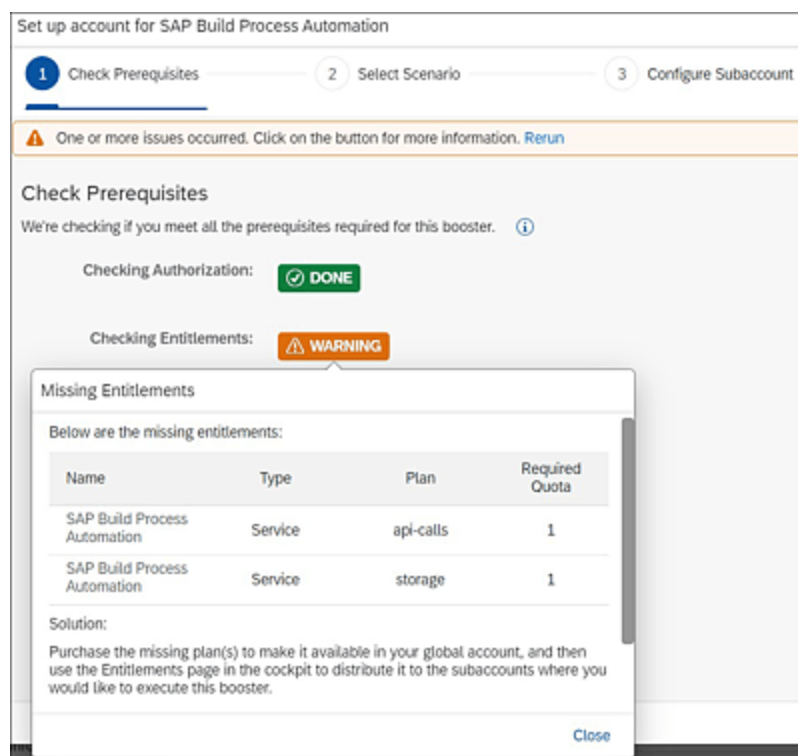 Set up account for SAP Build Process Automation
1 Check Prerequisites 2 Select Scenario 3 Configure Subaccount
One or more issues occurred. Click on the button for more information. Rerun
Check Prerequisites
We're checking if you meet all the prerequisites required for this booster.
Checking Authorization: DONE
Checking Entitlements: WARNING
Missing Entitlements
Below are the missing entitlements:
Name Type Plan Required Quota
SAP Build Process Automation Service api-calls 1
SAP Build Process Automation Service storage 1
Solution:
Purchase the missing plan(s) to make it available in your global account, and then
use the Entitlements page in the cockpit to distribute it to the subaccounts where you
would like to execute this booster.
Close